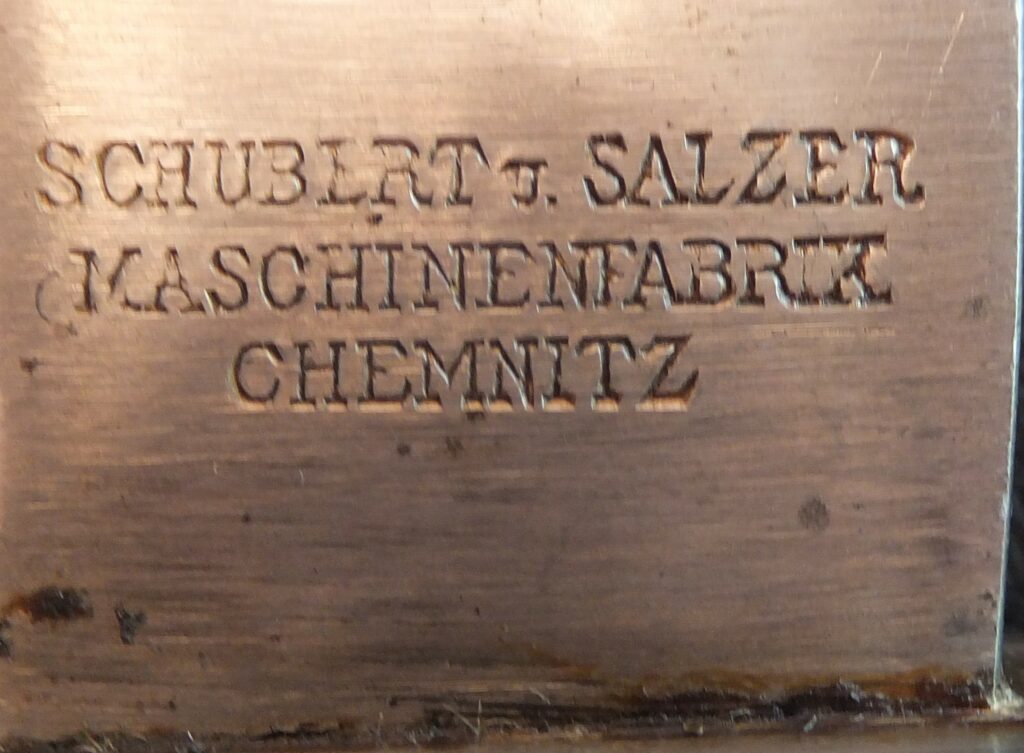 SCHUBERT u. SALZER
MASCHINENFABRIK
CHEMNITZ